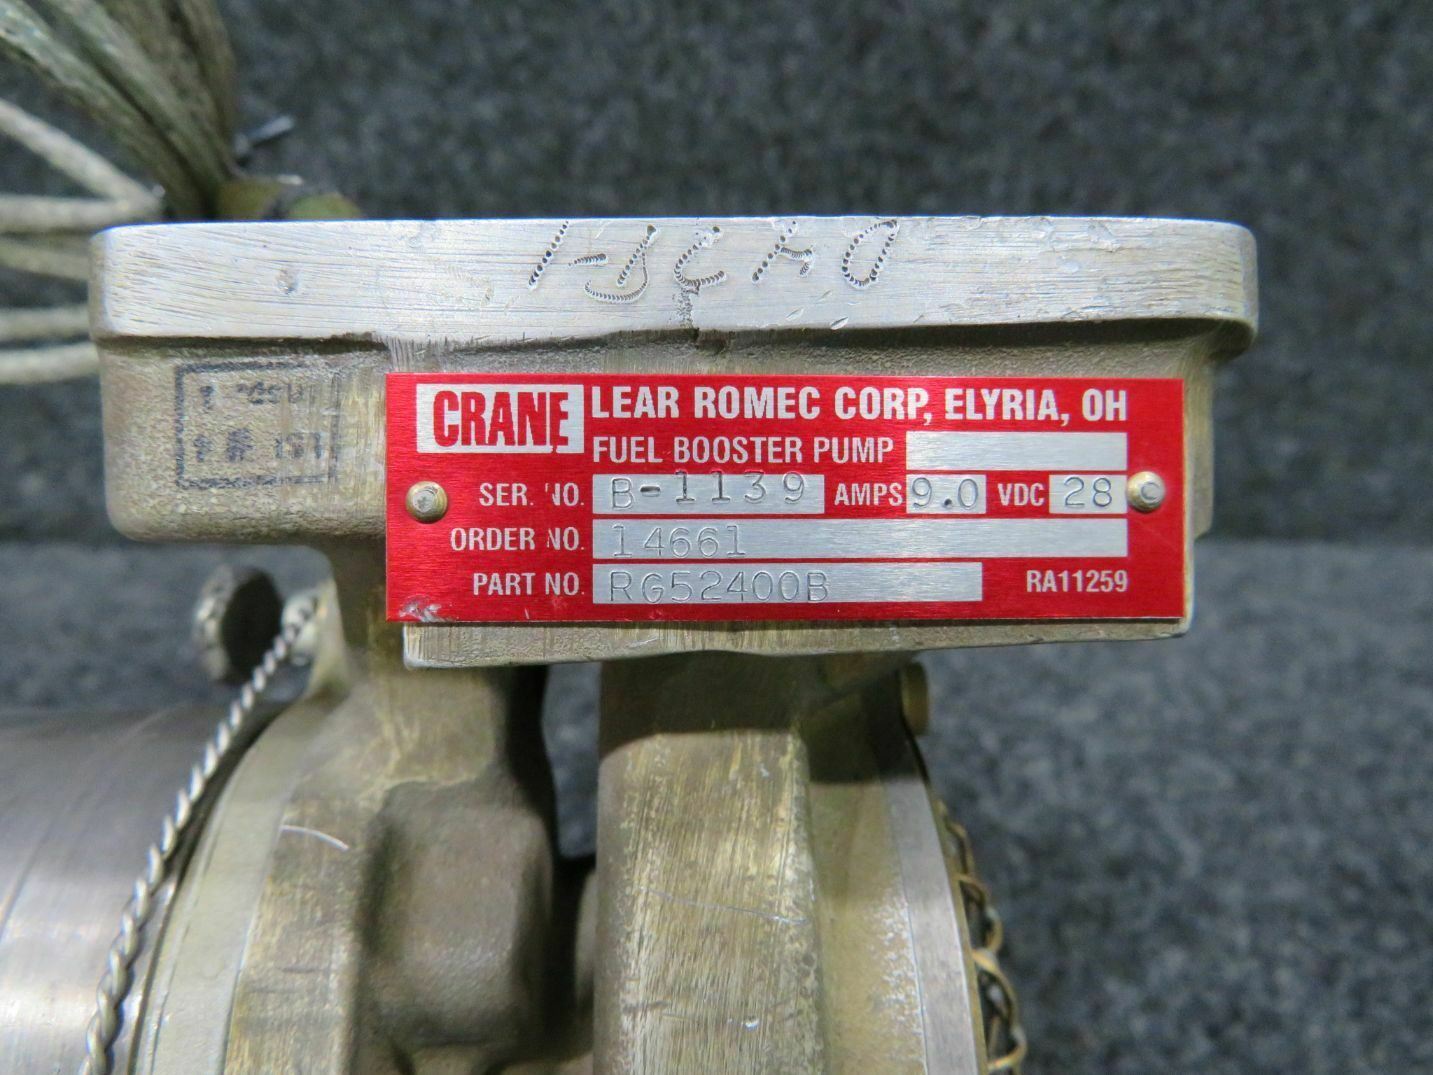 CRANE LEAR ROMEC CORP, ELYRIA, OH
FUEL BOOSTER PUMP
SER. NO. B-1139 AMPS 9.0 VDC 28
ORDER NO. 14661
PART NO. RG52400B RA11259